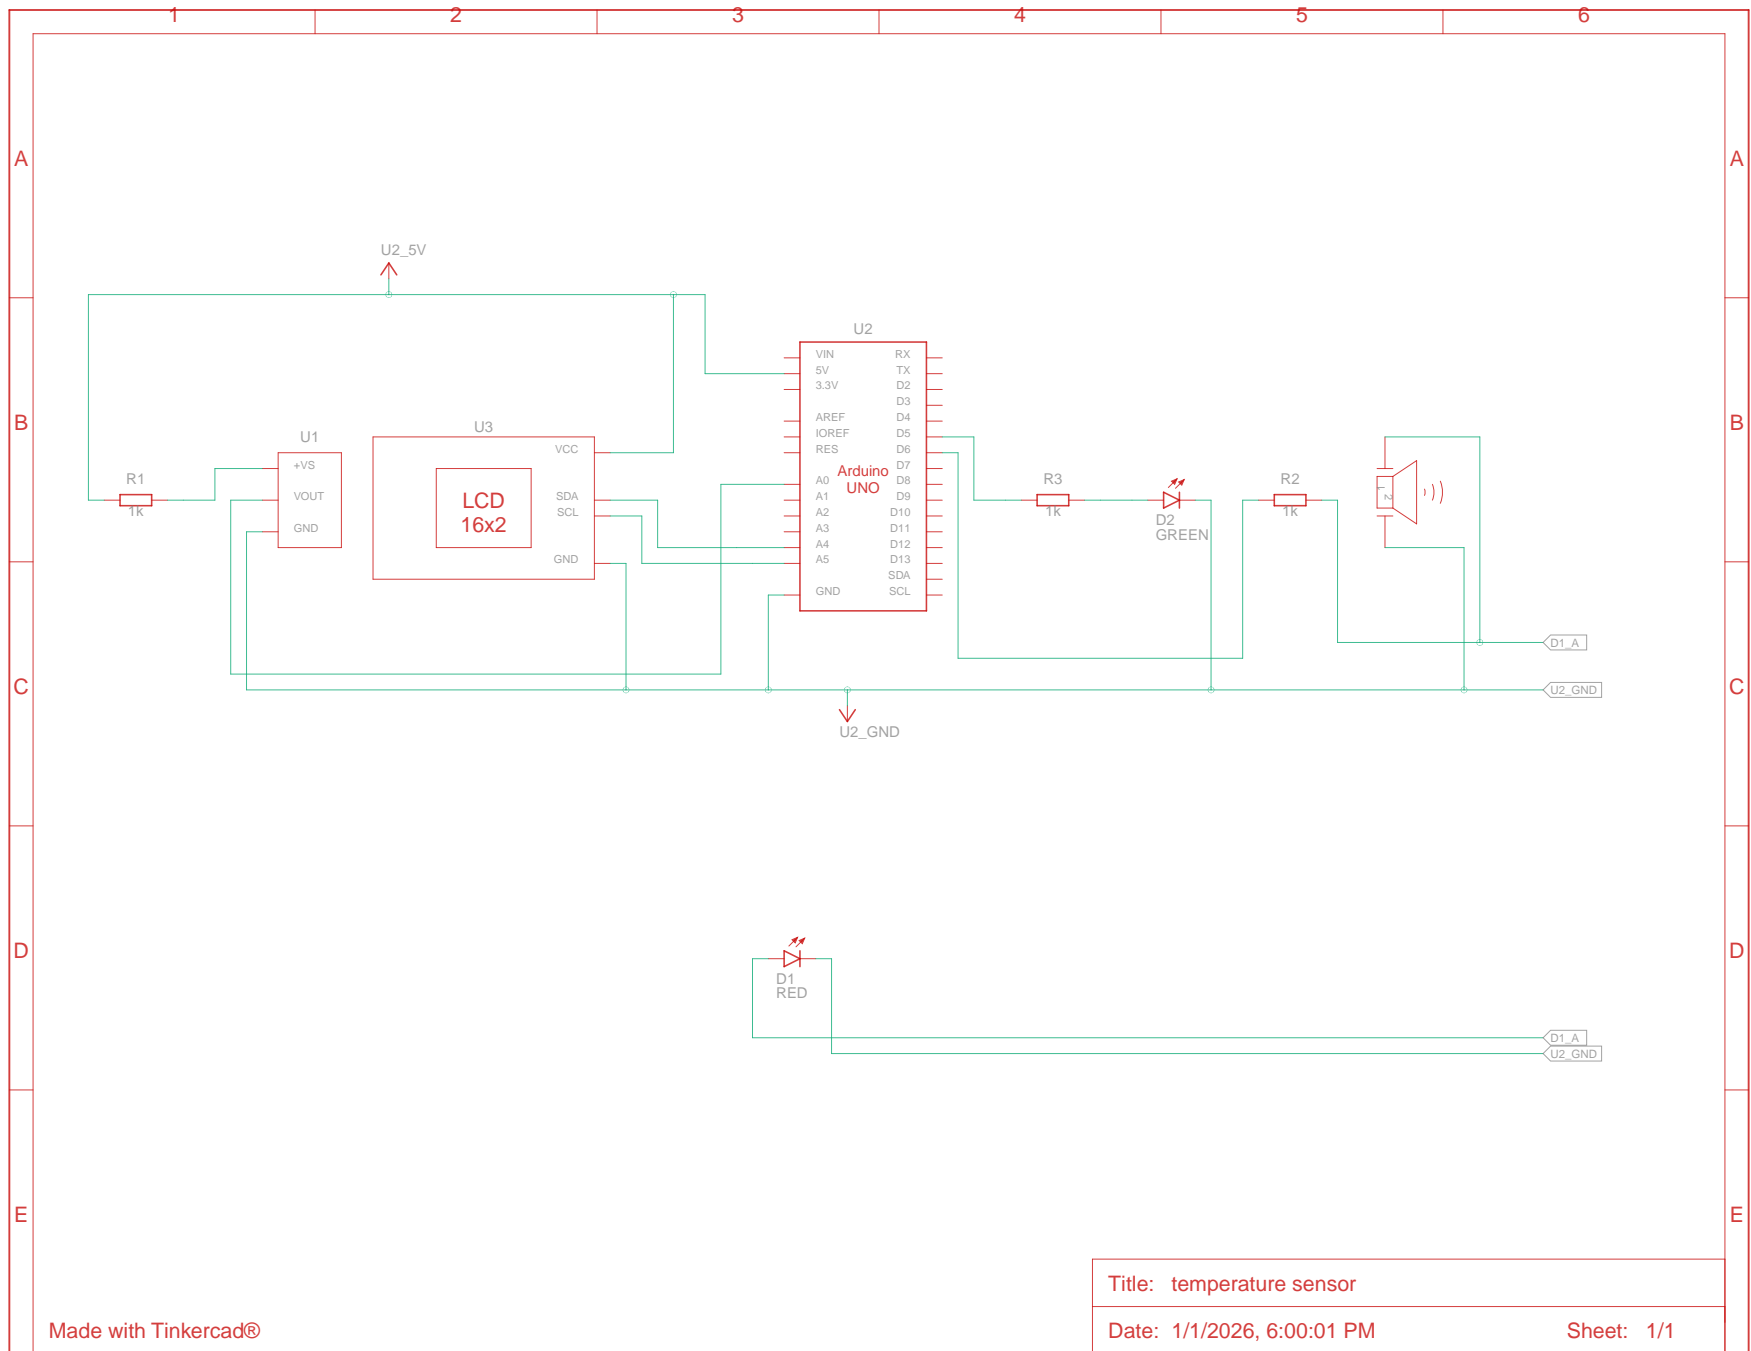 1 2 3 4 5 6
A A
U2_5V
U2
VIN RX
5V TX
3.3V D2
D3
AREF D4
IOREF D5
RES D6
D7
A0 D8
A1 D9
A2 D10
A3 D11
A4 D12
A5 D13
SDA
GND SCL
Arduino
UNO
B B
U1
+VS
VOUT
GND
U3
VCC
SDA
SCL
GND
LCD
16x2
R1
1k
R3
1k
D2
GREEN
R2
1k
1
2
D1_A
C C
U2_GND
U2_GND
D D
D1
RED
D1_A
U2_GND
E E
Title: temperature sensor
Made with Tinkercad®
Date: 1/1/2026, 6:00:01 PM Sheet: 1/1